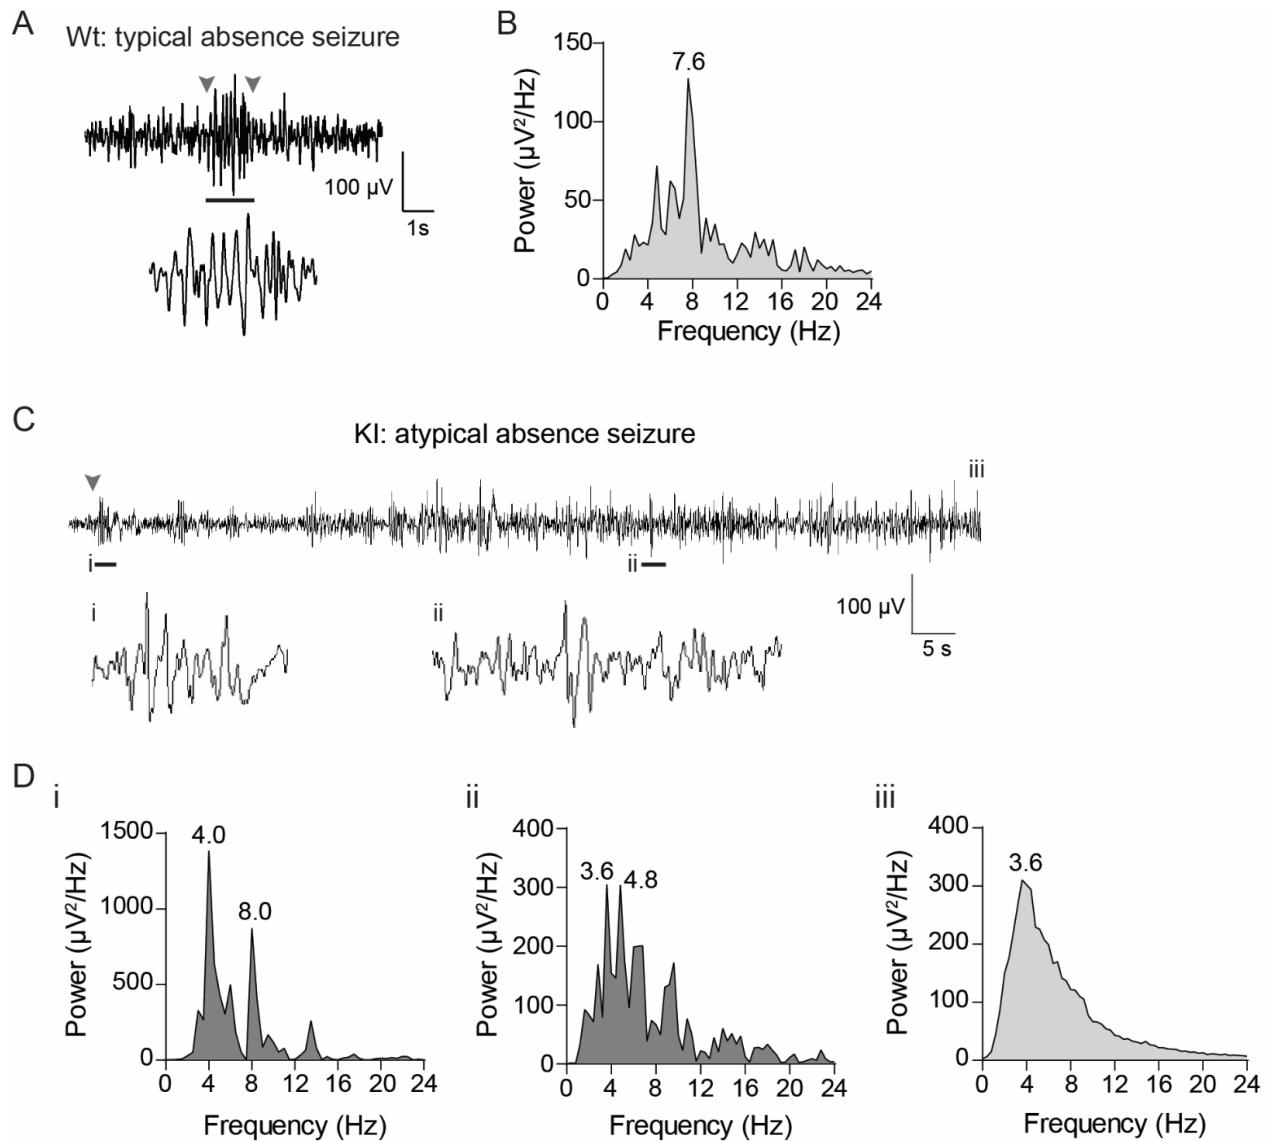 A
Wt: typical absence seizure
100 µV
1s
B
150
100
50
0
Power (µV²/Hz)
7.6
0 4 8 12 16 20 24
Frequency (Hz)
C
KI: atypical absence seizure
iii
i
ii
i
ii
100 µV
5 s
D
i
1500
1000
500
0
Power (µV²/Hz)
4.0
8.0
0 4 8 12 16 20 24
Frequency (Hz)
ii
400
300
200
100
0
Power (µV²/Hz)
3.6
4.8
0 4 8 12 16 20 24
Frequency (Hz)
iii
400
300
200
100
0
Power (µV²/Hz)
3.6
0 4 8 12 16 20 24
Frequency (Hz)